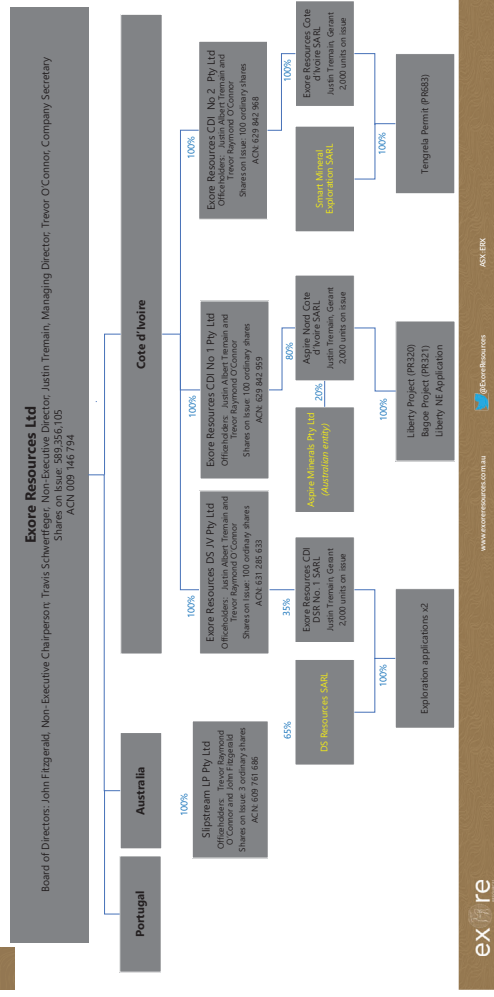 Exore Resources Ltd
Board of Directors: John Fitzgerald, Non-Executive Chairperson; Travis Schwertfeger, Non-Executive Director; Justin Tremain, Managing Director; Trevor O'Connor, Company Secretary
Shares on Issue: 589,356,105
ACN 009 146 794
Portugal
Australia
Cote d'Ivoire
100%
Slipstream LP Pty Ltd
Officeholders: Trevor Raymond
O'Connor and John Fitzgerald
Shares on Issue: 3 ordinary shares
ACN: 609 761 686
100%
Exore Resources DS JV Pty Ltd
Officeholders: Justin Albert Tremain and
Trevor Raymond O'Connor
Shares on Issue: 100 ordinary shares
ACN: 631 285 633
100%
Exore Resources CDI No 1 Pty Ltd
Officeholders: Justin Albert Tremain and
Trevor Raymond O'Connor
Shares on Issue: 100 ordinary shares
ACN: 629 842 959
100%
Exore Resources CDI No 2 Pty Ltd
Officeholders: Justin Albert Tremain and
Trevor Raymond O'Connor
Shares on Issue: 100 ordinary shares
ACN: 629 842 968
65%
DS Resources SARL
35%
Exore Resources CDI
DSR No. 1 SARL
Justin Tremain, Gerant
2,000 units on issue
Aspire Minerals Pty Ltd
(Australian entity)
20%
80%
Aspire Nord Cote
d'Ivoire SARL
Justin Tremain, Gerant
2,000 units on issue
Smart Mineral
Exploration SARL
100%
Exore Resources Cote
d'Ivoire SARL
Justin Tremain, Gerant
2,000 units on issue
100%
Exploration applications x2
100%
Liberty Project (PR320)
Bagoe Project (PR321)
Liberty NE Application
100%
Tengrela Permit (PR683)
exore
www.exoreresources.com.au
@ExoreResources
ASX:ERX